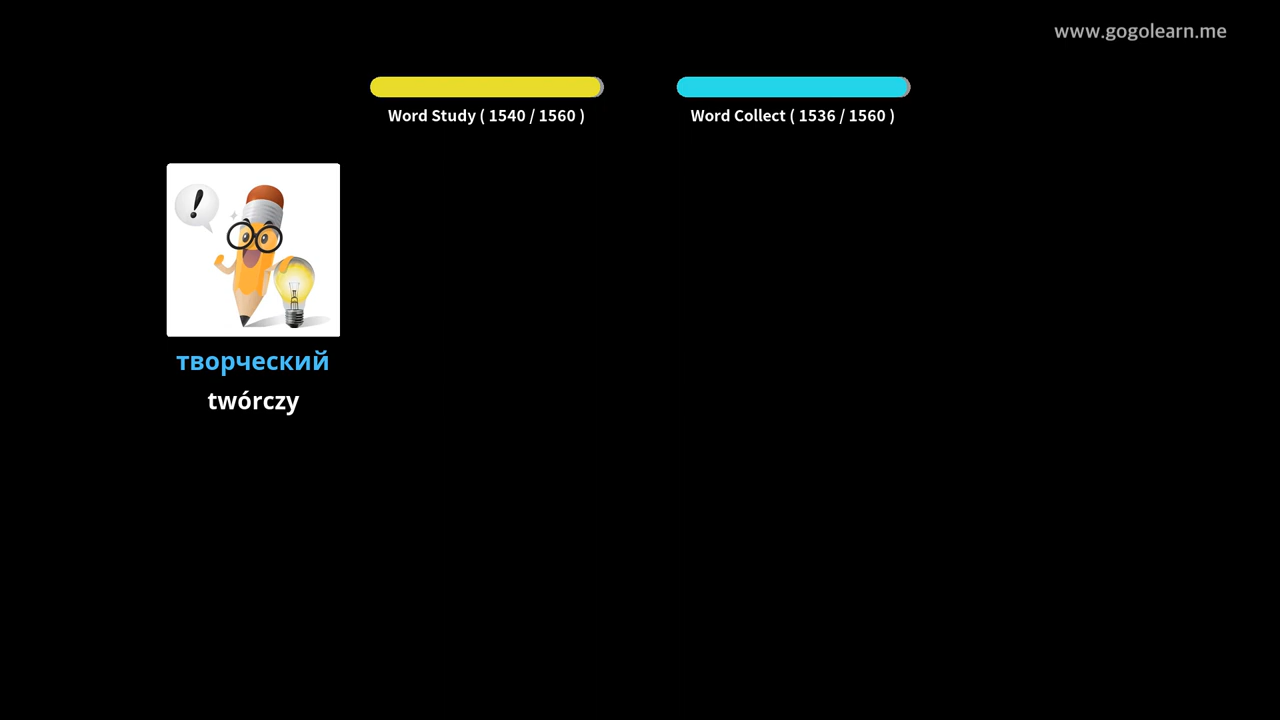 www.gogolearn.me
Word Study ( 1540 / 1560 )
Word Collect ( 1536 / 1560 )
!
творческий
twórczy